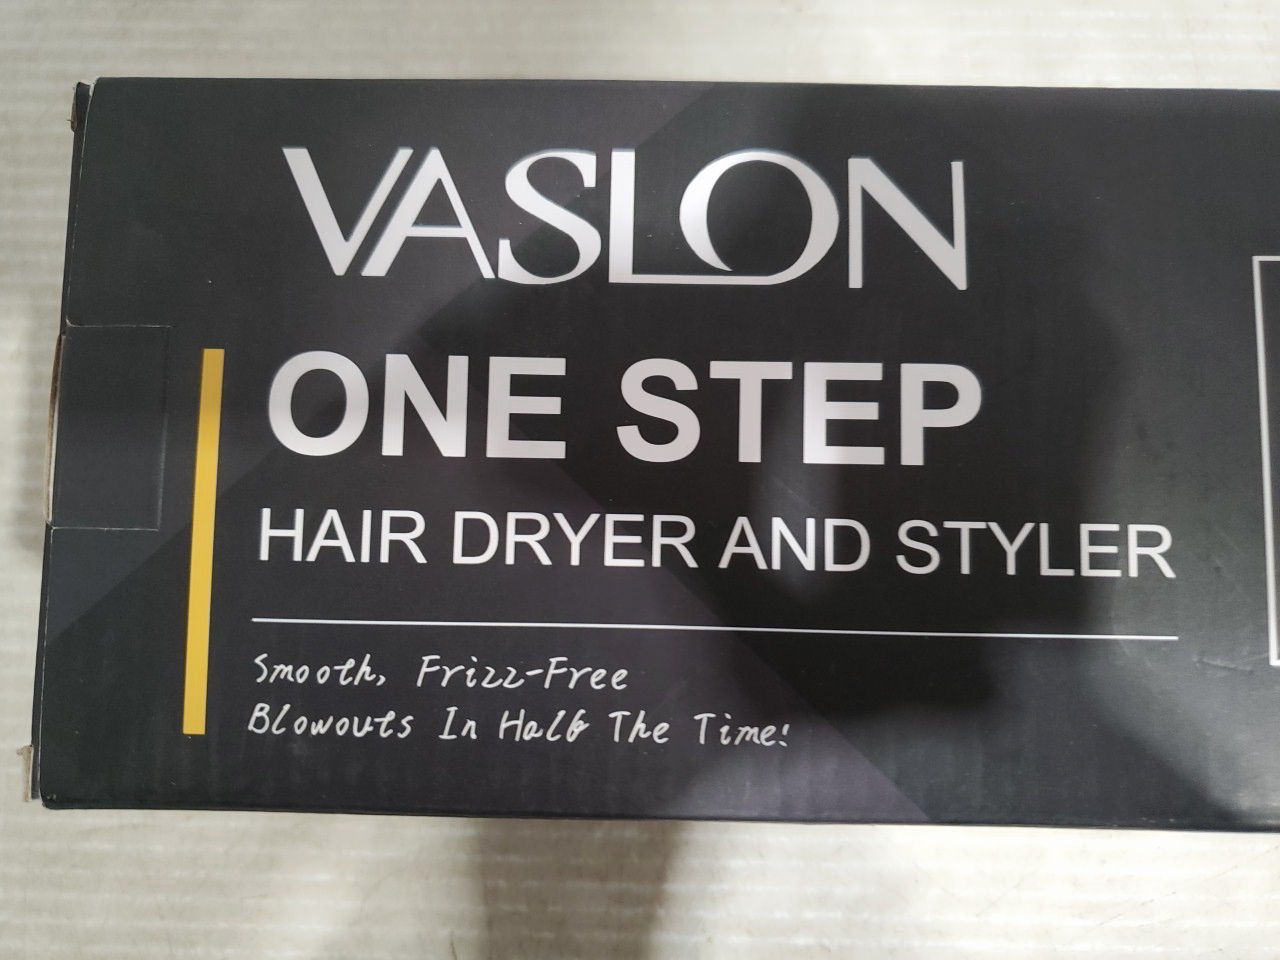 VASLON
ONE STEP
HAIR DRYER AND STYLER
Smooth, Frizz-Free
Blowouts In Half The Time!